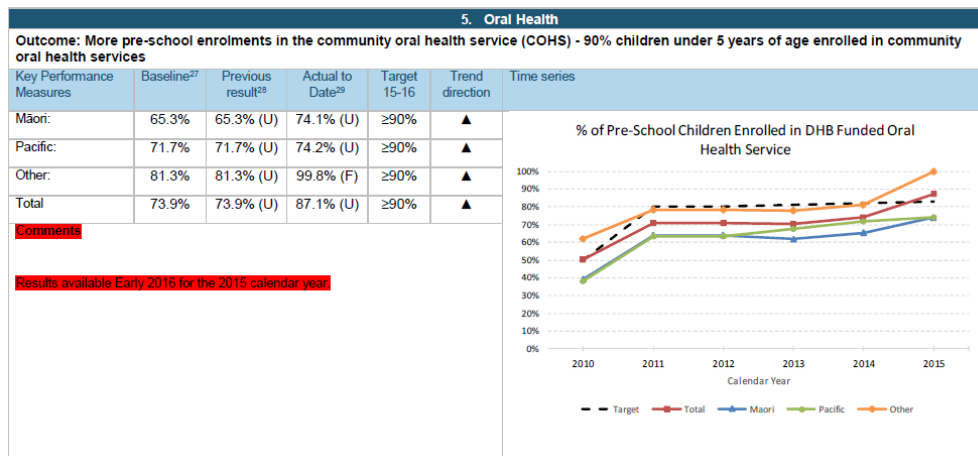 5. Oral Health
Outcome: More pre-school enrolments in the community oral health service (COHS) - 90% children under 5 years of age enrolled in community
oral health services
Key Performance Measures Baseline27 Previous result28 Actual to Date29 Target 15-16 Trend direction Time series
Māori: 65.3% 65.3% (U) 74.1% (U) ≥90% ▲
Pacific: 71.7% 71.7% (U) 74.2% (U) ≥90% ▲
Other: 81.3% 81.3% (U) 99.8% (F) ≥90% ▲
Total 73.9% 73.9% (U) 87.1% (U) ≥90% ▲
Comments
Results available Early 2016 for the 2015 calendar year.
% of Pre-School Children Enrolled in DHB Funded Oral
Health Service
100%
90%
80%
70%
60%
50%
40%
30%
20%
10%
0%
2010 2011 2012 2013 2014 2015
Calendar Year
Target Total Maori Pacific Other